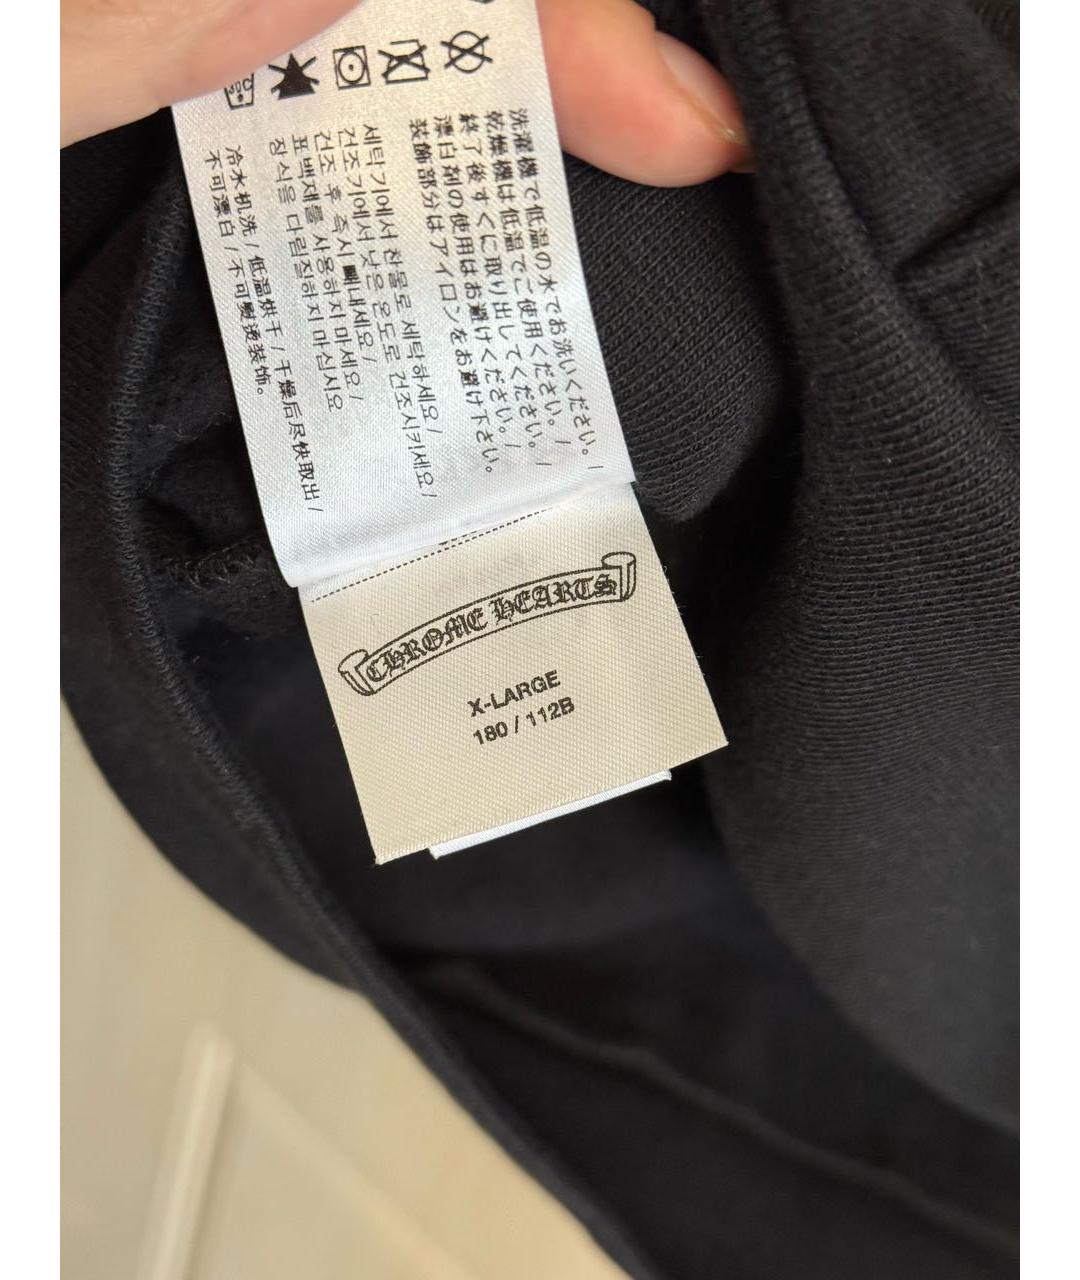 洗濯機で低温の水でお洗いください。/
乾燥機は低温でご使用ください。/
終了後すぐに取り出してください。/
漂白剤の使用はお避けください。/
装飾部分はアイロンをお避け下さい。
세탁기에서 찬물로 세탁하세요/
건조기에서 낮은 온도로 건조시키세요/
건조 후 즉시 빼내세요/
표백제를 사용하지 마세요/
장식을 다림질하지 마십시요
冷水机洗/低温烘干/干燥后尽快取出/
不可漂白/不可熨烫装饰。
CHROME HEARTS
X-LARGE
180 / 112B